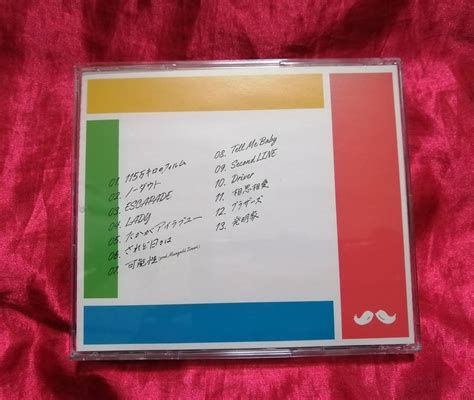 01. 115万キロのフィルム
02. ノーダウト
03. ESCAPADE
04. LADY
05. たかがアイラブユー
06. されど日々は
07. 可能性
08. Tell Me Baby
09. Second LINE
10. Driver
11. 相思相愛
12. ブラザーズ
13. 発明家